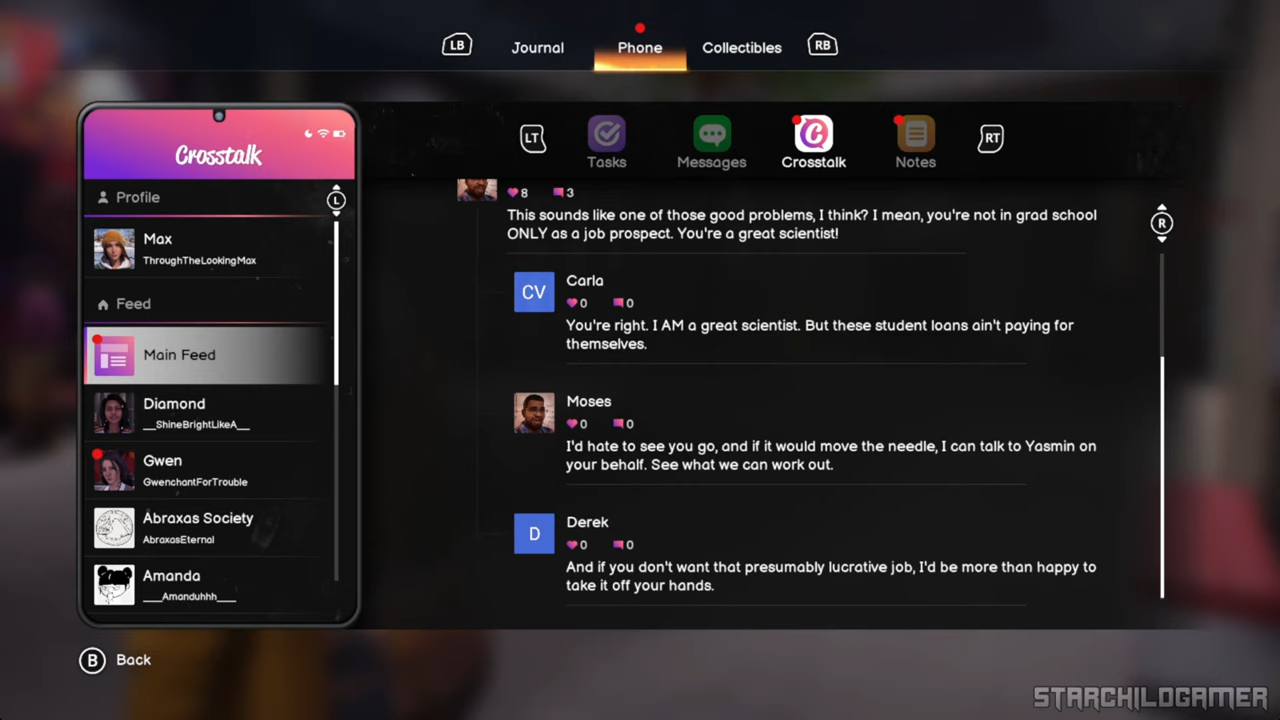 LB
Journal
Phone
Collectibles
RB
Crosstalk
Profile
L
Max
ThroughTheLookingMax
Feed
Main Feed
Diamond
__ShineBrightLikeA__
Gwen
GwenchantForTrouble
Abraxas Society
AbraxasEternal
Amanda
___Amanduhhh___
LT
Tasks
Messages
Crosstalk
Notes
RT
8
3
This sounds like one of those good problems, I think? I mean, you're not in grad school
ONLY as a job prospect. You're a great scientist!
R
CV
Carla
0
0
You're right. I AM a great scientist. But these student loans ain't paying for
themselves.
Moses
0
0
I'd hate to see you go, and if it would move the needle, I can talk to Yasmin on
your behalf. See what we can work out.
D
Derek
0
0
And if you don't want that presumably lucrative job, I'd be more than happy to
take it off your hands.
B
Back
STARCHILDGAMER